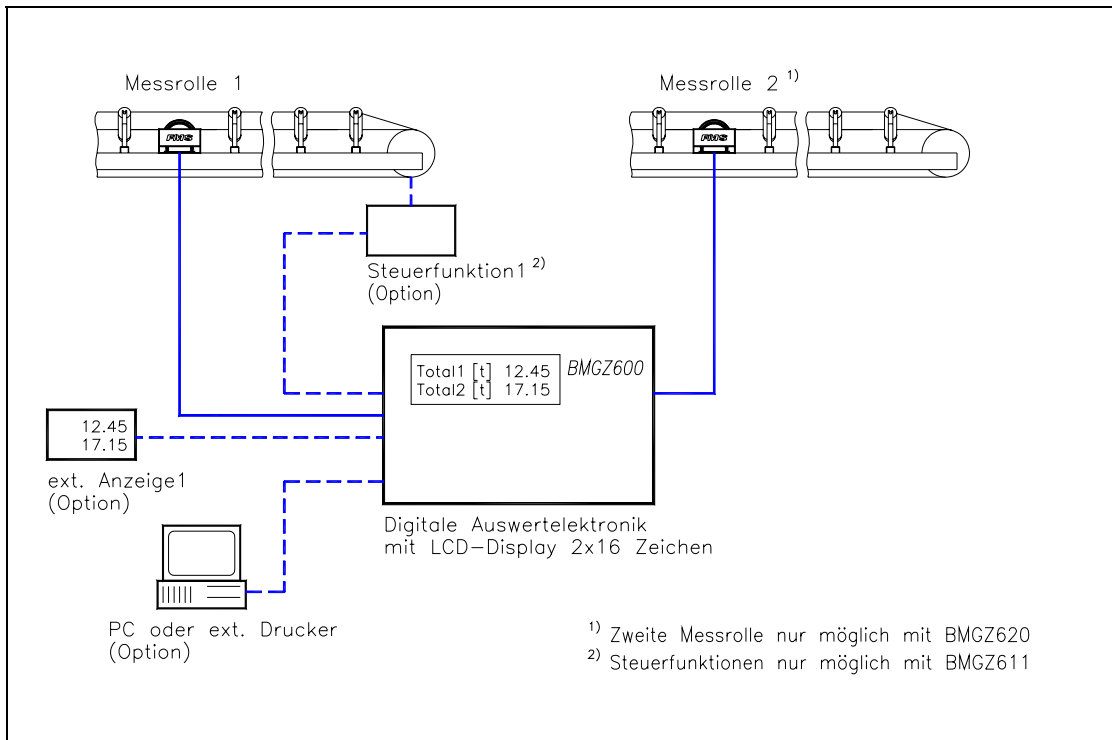 Messrolle 1
Messrolle 2 1)
FMS
FMS
Steuerfunktion1 2)
(Option)
Total1 [t] 12.45
Total2 [t] 17.15
BMGZ600
12.45
17.15
ext. Anzeige1
(Option)
Digitale Auswertelektronik
mit LCD-Display 2x16 Zeichen
PC oder ext. Drucker
(Option)
1) Zweite Messrolle nur möglich mit BMGZ620
2) Steuerfunktionen nur möglich mit BMGZ611